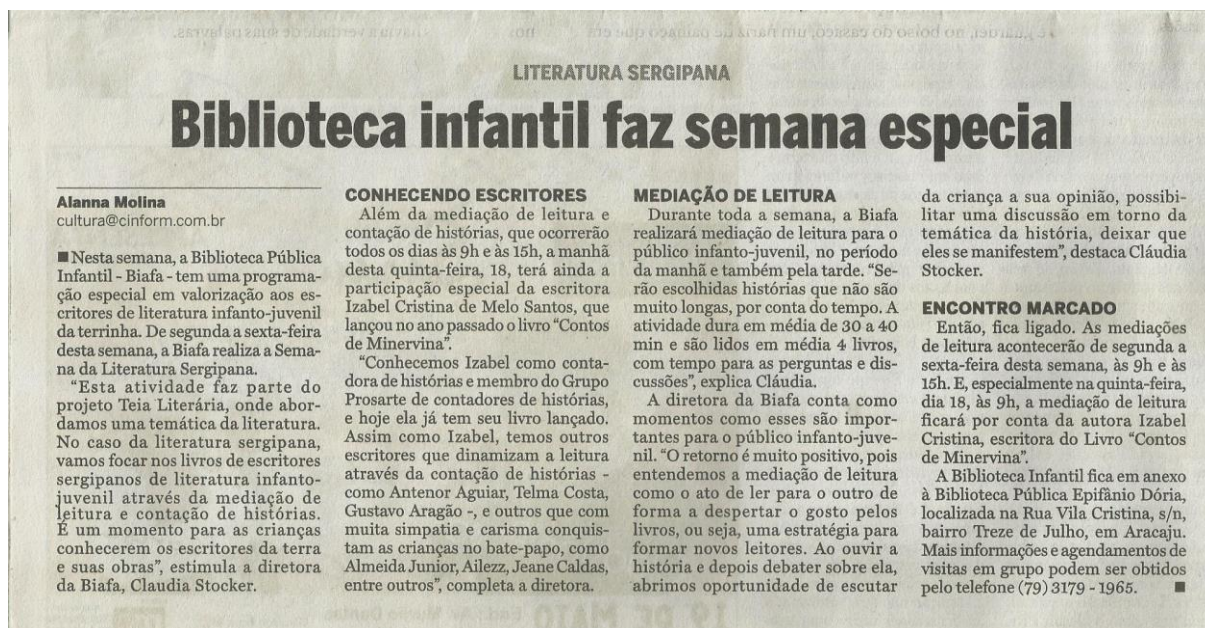 LITERATURA SERGIPANA
Biblioteca infantil faz semana especial
Alanna Molina
cultura@cinform.com.br
■ Nesta semana, a Biblioteca Pública
Infantil - Biafa - tem uma programa-
ção especial em valorização aos es-
critores de literatura infanto-juvenil
da terrinha. De segunda a sexta-feira
desta semana, a Biafa realiza a Sema-
na da Literatura Sergipana.
“Esta atividade faz parte do
projeto Teia Literária, onde abor-
damos uma temática da literatura.
No caso da literatura sergipana,
vamos focar nos livros de escritores
sergipanos de literatura infanto-
juvenil através da mediação de
leitura e contação de histórias.
É um momento para as crianças
conhecerem os escritores da terra
e suas obras”, estimula a diretora
da Biafa, Claudia Stocker.
CONHECENDO ESCRITORES
Além da mediação de leitura e
contação de histórias, que ocorrerão
todos os dias às 9h e às 15h, a manhã
desta quinta-feira, 18, terá ainda a
participação especial da escritora
Izabel Cristina de Melo Santos, que
lançou no ano passado o livro “Contos
de Minervina”.
“Conhecemos Izabel como conta-
dora de histórias e membro do Grupo
Prosarte de contadores de histórias,
e hoje ela já tem seu livro lançado.
Assim como Izabel, temos outros
escritores que dinamizam a leitura
através da contação de histórias -
como Antenor Aguiar, Telma Costa,
Gustavo Aragão -, e outros que com
muita simpatia e carisma conquis-
tam as crianças no bate-papo, como
Almeida Junior, Ailezz, Jeane Caldas,
entre outros”, completa a diretora.
MEDIAÇÃO DE LEITURA
Durante toda a semana, a Biafa
realizará mediação de leitura para o
público infanto-juvenil, no período
da manhã e também pela tarde. “Se-
rão escolhidas histórias que não são
muito longas, por conta do tempo. A
atividade dura em média de 30 a 40
min e são lidos em média 4 livros,
com tempo para as perguntas e dis-
cussões”, explica Cláudia.
A diretora da Biafa conta como
momentos como esses são impor-
tantes para o público infanto-juve-
nil. “O retorno é muito positivo, pois
entendemos a mediação de leitura
como o ato de ler para o outro de
forma a despertar o gosto pelos
livros, ou seja, uma estratégia para
formar novos leitores. Ao ouvir a
história e depois debater sobre ela,
abrimos oportunidade de escutar
da criança a sua opinião, possibi-
litar uma discussão em torno da
temática da história, deixar que
eles se manifestem”, destaca Cláudia
Stocker.
ENCONTRO MARCADO
Então, fica ligado. As mediações
de leitura acontecerão de segunda a
sexta-feira desta semana, às 9h e às
15h. E, especialmente na quinta-feira,
dia 18, às 9h, a mediação de leitura
ficará por conta da autora Izabel
Cristina, escritora do Livro “Contos
de Minervina”.
A Biblioteca Infantil fica em anexo
à Biblioteca Pública Epifânio Dória,
localizada na Rua Vila Cristina, s/n,
bairro Treze de Julho, em Aracaju.
Mais informações e agendamentos de
visitas em grupo podem ser obtidos
pelo telefone (79) 3179 - 1965. ■